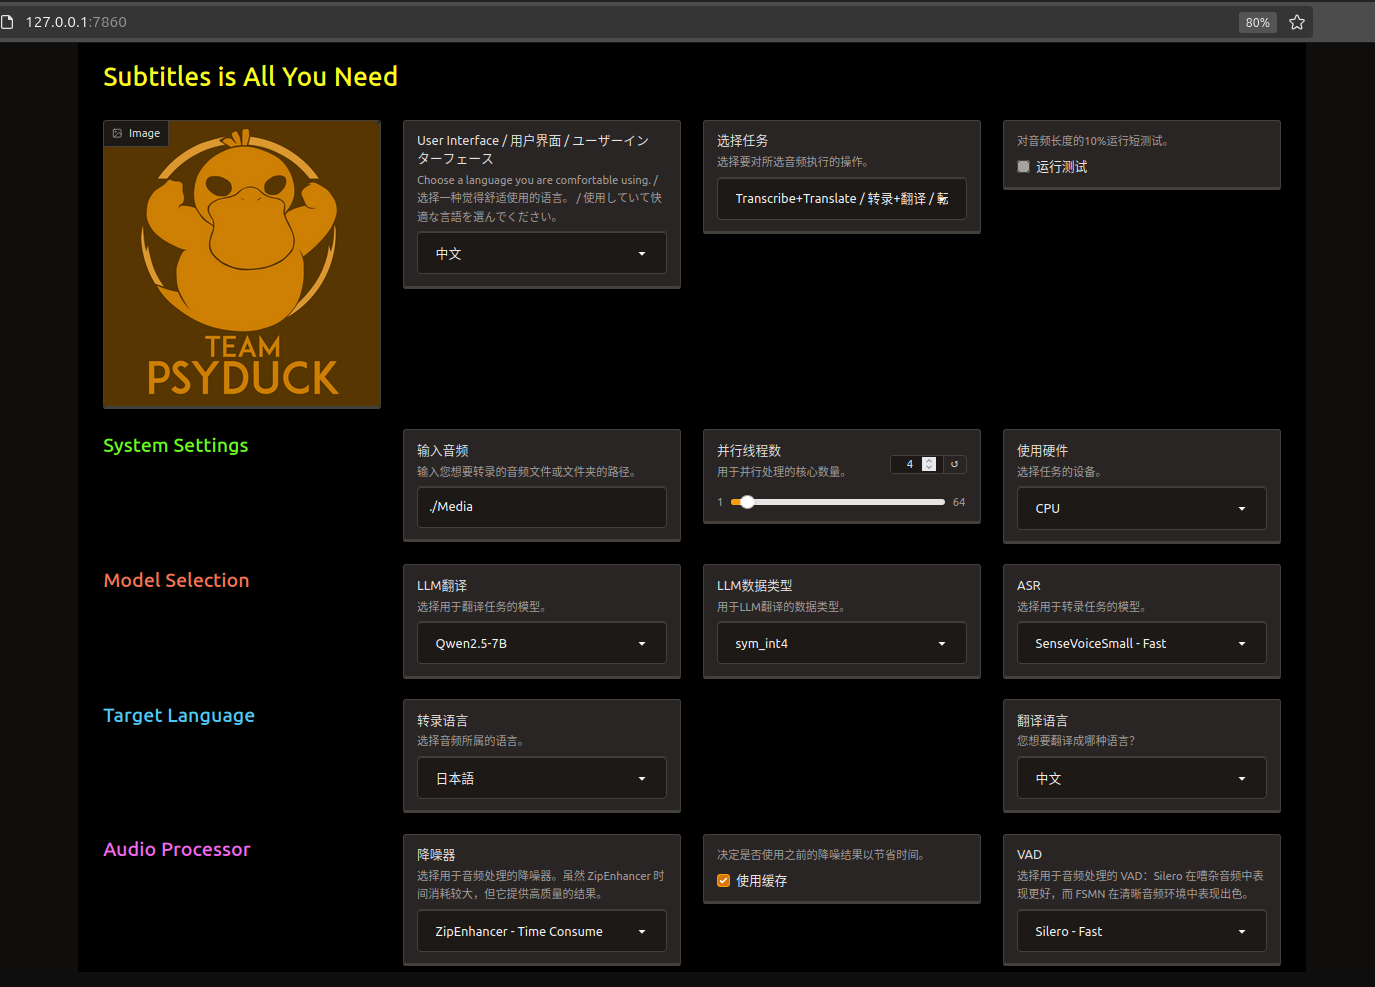 127.0.0.1:7860
80%
Subtitles is All You Need
Image
TEAM
PSYDUCK
User Interface / 用户界面 / ユーザーイン
ターフェース
Choose a language you are comfortable using. /
选择一种觉得舒适使用的语言。 / 使用していて快
適な言語を選んでください。
中文
选择任务
选择要对所选音频执行的操作。
Transcribe+Translate / 转录+翻译 / 転
对音频长度的10%运行短测试。
运行测试
System Settings
输入音频
输入您想要转录的音频文件或文件夹的路径。
./Media
并行线程数
用于并行处理的核心数量。
4
↺
1
64
使用硬件
选择任务的设备。
CPU
Model Selection
LLM翻译
选择用于翻译任务的模型。
Qwen2.5-7B
LLM数据类型
用于LLM翻译的数据类型。
sym_int4
ASR
选择用于转录任务的模型。
SenseVoiceSmall - Fast
Target Language
转录语言
选择音频所属的语言。
日本語
翻译语言
您想要翻译成哪种语言?
中文
Audio Processor
降噪器
选择用于音频处理的降噪器。虽然 ZipEnhancer 时
间消耗较大，但它提供高质量的结果。
ZipEnhancer - Time Consume
决定是否使用之前的降噪结果以节省时间。
使用缓存
VAD
选择用于音频处理的 VAD：Silero 在嘈杂音频中表
现更好，而 FSMN 在清晰音频环境中表现出色。
Silero - Fast